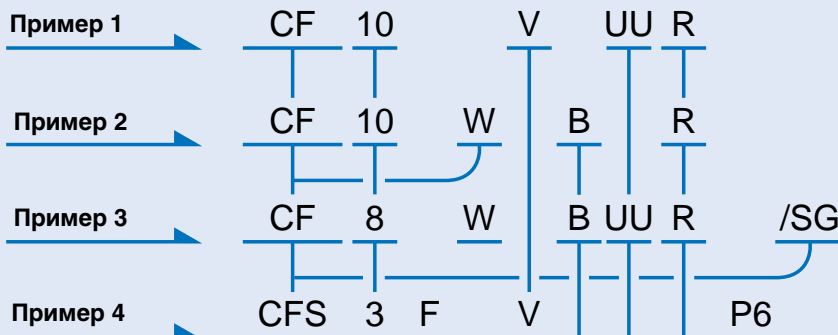 Пример 1 CF 10 V UU R
Пример 2 CF 10 W B R
Пример 3 CF 8 W B UU R /SG
Пример 4 CFS 3 F V P6